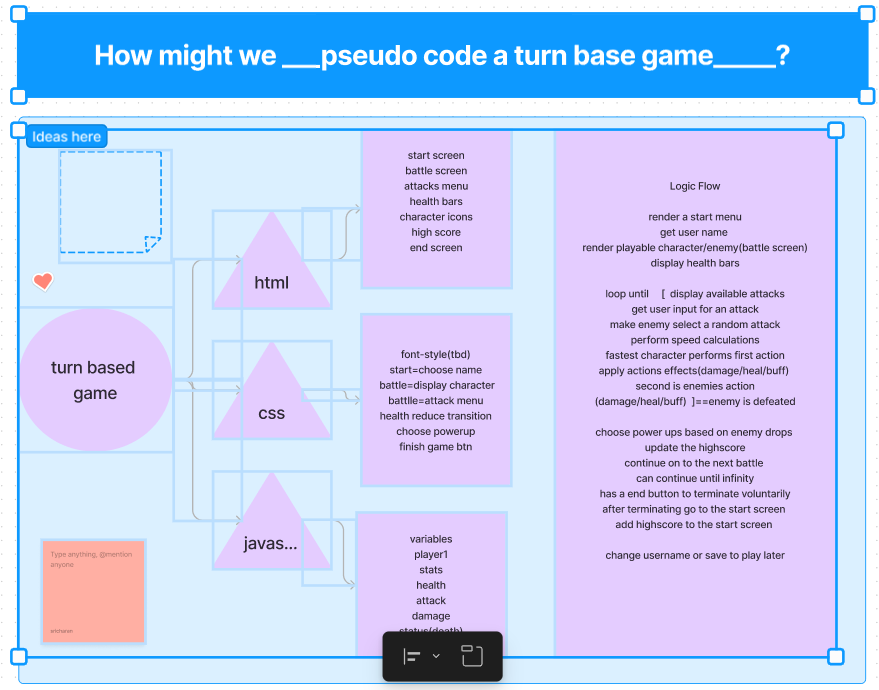 How might we ___pseudo code a turn base game_____?
Ideas here
turn based
game
html
css
javas...
start screen
battle screen
attacks menu
health bars
character icons
high score
end screen
font-style(tbd)
start=choose name
battle=display character
battlle=attack menu
health reduce transition
choose powerup
finish game btn
variables
player1
stats
health
attack
damage
status(death)
Logic Flow
render a start menu
get user name
render playable character/enemy(battle screen)
display health bars
loop until [ display available attacks
get user input for an attack
make enemy select a random attack
perform speed calculations
fastest character performs first action
apply actions effects(damage/heal/buff)
second is enemies action
(damage/heal/buff) ]==enemy is defeated
choose power ups based on enemy drops
update the highscore
continue on to the next battle
can continue until infinity
has a end button to terminate voluntarily
after terminating go to the start screen
add highscore to the start screen
change username or save to play later
Type anything, @mention
anyone